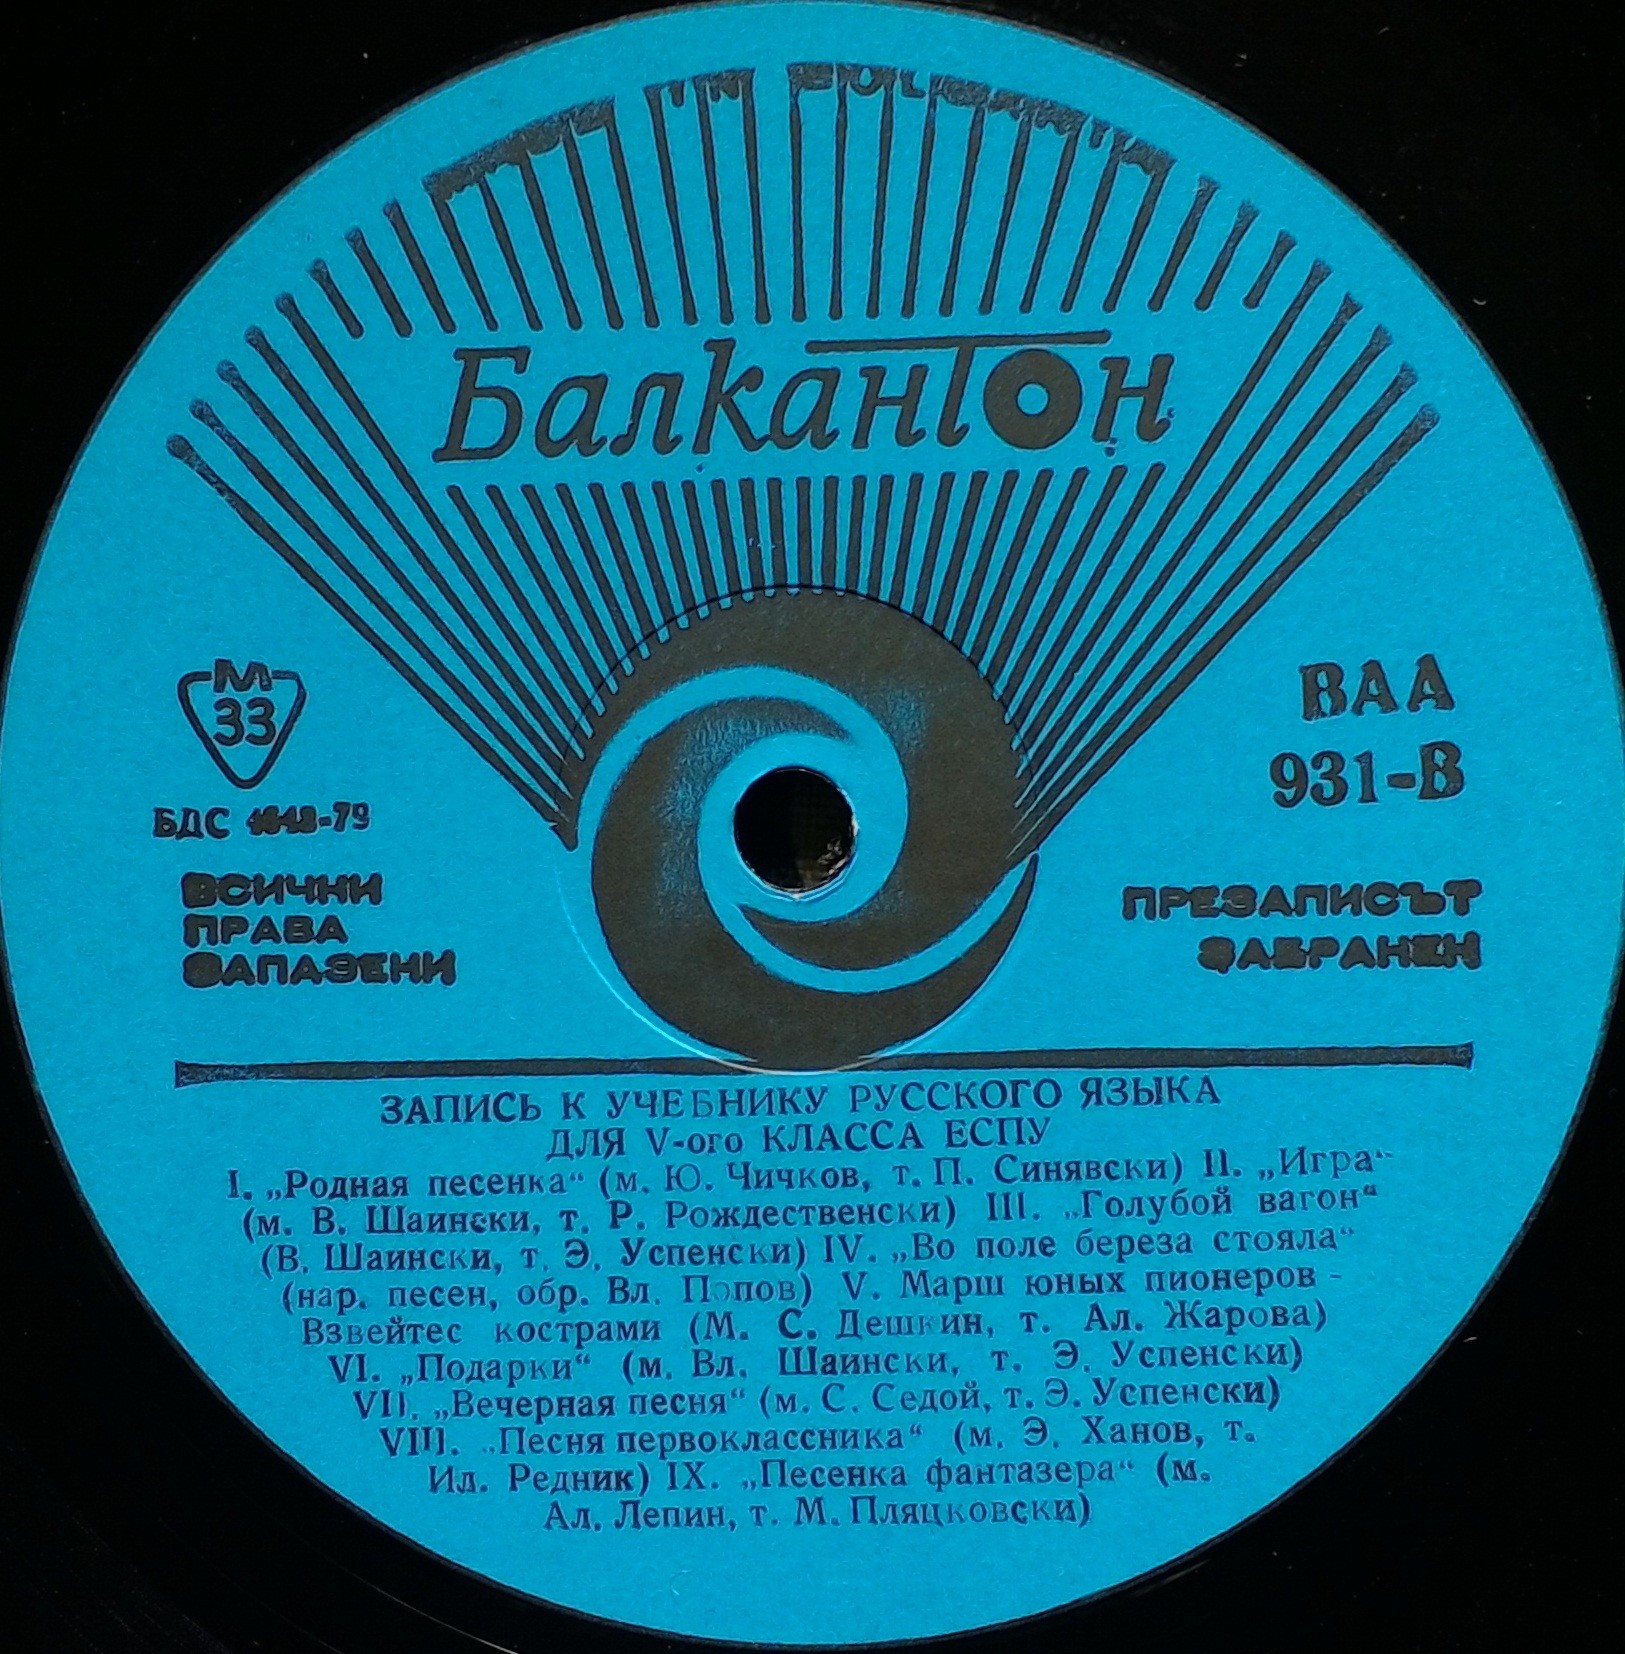 IN BULGARIA
Балкантон
М
33
ВАА
931-В
БДС -79
ВСИЧКИ
ПРАВА
ЗАПАЗЕНИ
ПРЕЗАПИСЪТ
ЗАБРАНЕН
ЗАПИСЬ К УЧЕБНИКУ РУССКОГО ЯЗЫКА
ДЛЯ V-ого КЛАССА ЕСПУ
I. „Родная песенка“ (м. Ю. Чичков, т. П. Синявски) II. „Игра“
(м. В. Шаински, т. Р. Рождественски) III. „Голубой вагон“
(В. Шаински, т. Э. Успенски) IV. „Во поле береза стояла“
(нар. песен, обр. Вл. Попов) V. Марш юных пионеров -
Взвейтес кострами (М. С. Дешкин, т. Ал. Жарова)
VI. „Подарки“ (м. Вл. Шаински, т. Э. Успенски)
VII. „Вечерная песня“ (м. С. Седой, т. Э. Успенски)
VIII. „Песня первоклассника“ (м. Э. Ханов, т.
Ил. Редник) IX. „Песенка фантазера“ (м.
Ал. Лепин, т. М. Пляцковски)